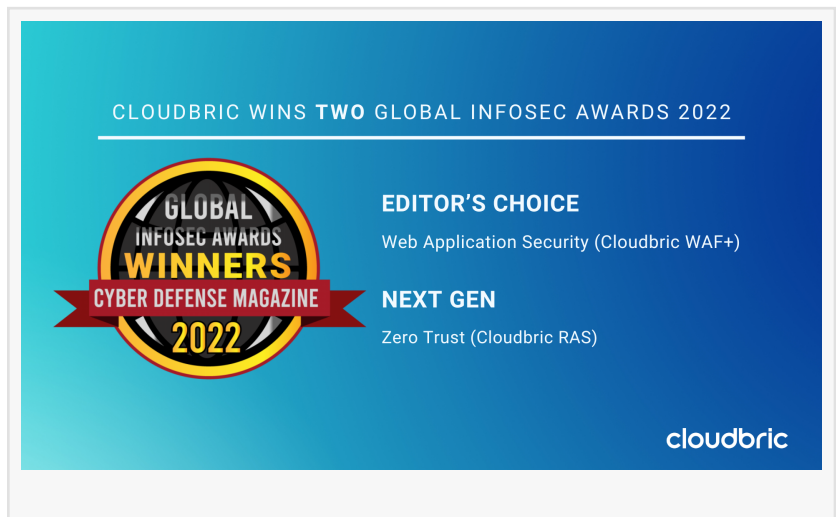 CLOUDBRIC WINS TWO GLOBAL INFOSEC AWARDS 2022
GLOBAL
INFOSEC AWARDS
WINNERS
CYBER DEFENSE MAGAZINE
2022
EDITOR'S CHOICE
Web Application Security (Cloudbric WAF+)
NEXT GEN
Zero Trust (Cloudbric RAS)
cloudbric